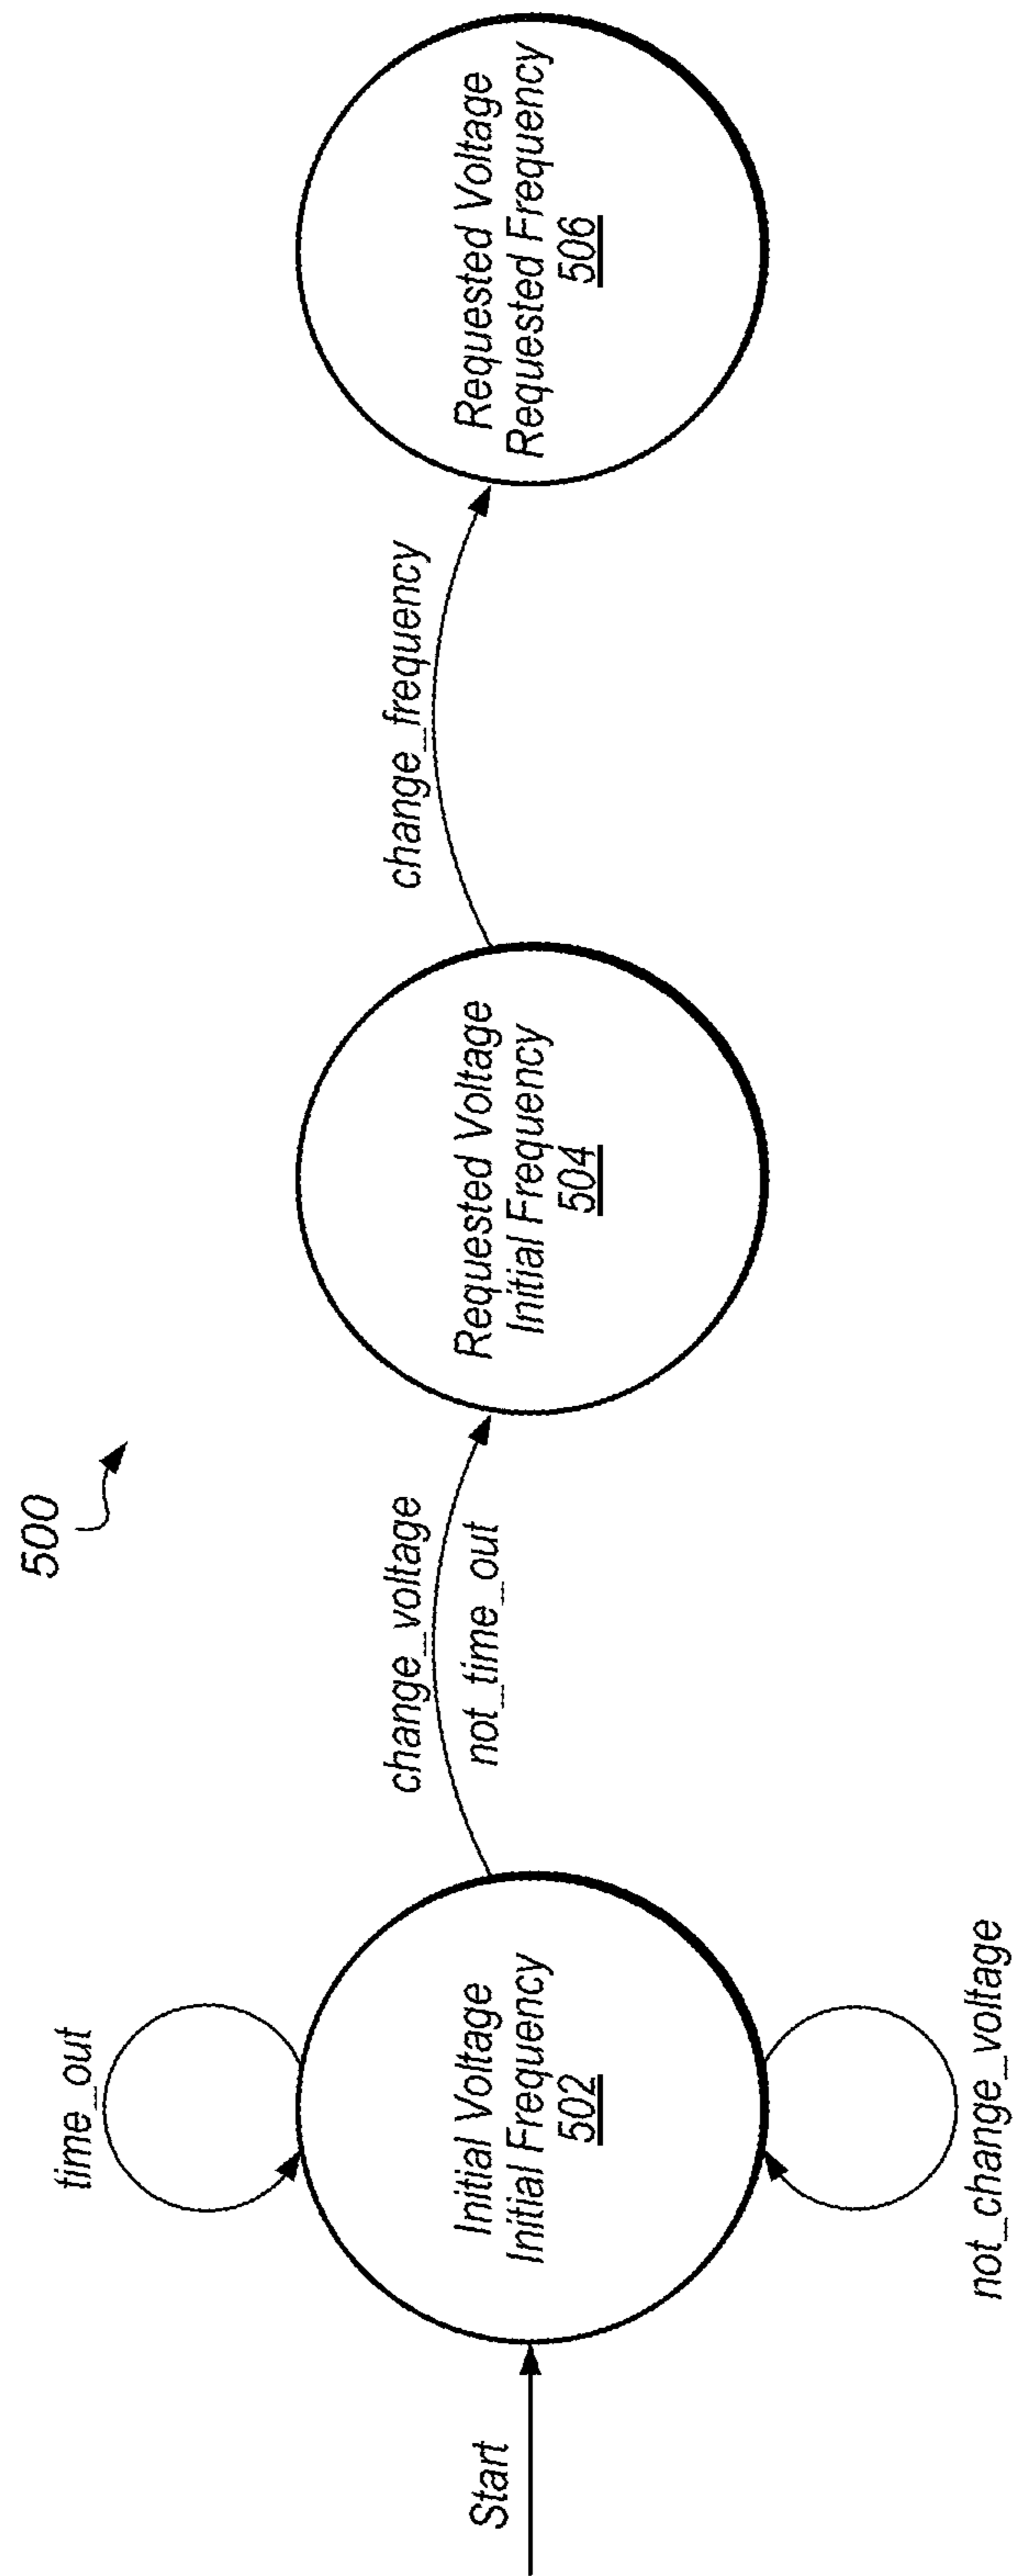 500
Start
time_out
Initial Voltage
Initial Frequency
502
not_change_voltage
change_voltage
not_time_out
Requested Voltage
Initial Frequency
504
change_frequency
Requested Voltage
Requested Frequency
506